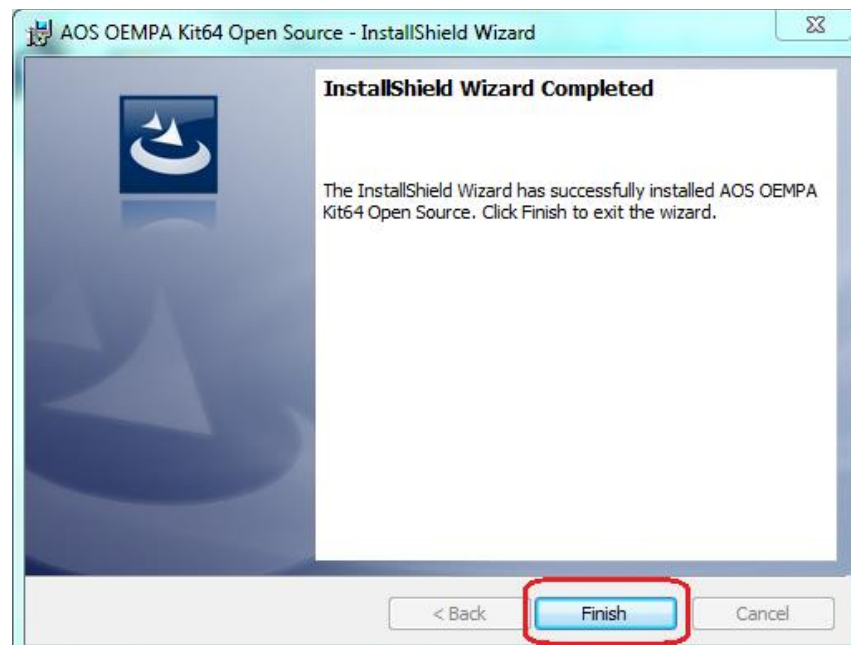 AOS OEMPA Kit64 Open Source - InstallShield Wizard
InstallShield Wizard Completed
The InstallShield Wizard has successfully installed AOS OEMPA
Kit64 Open Source. Click Finish to exit the wizard.
< Back
Finish
Cancel